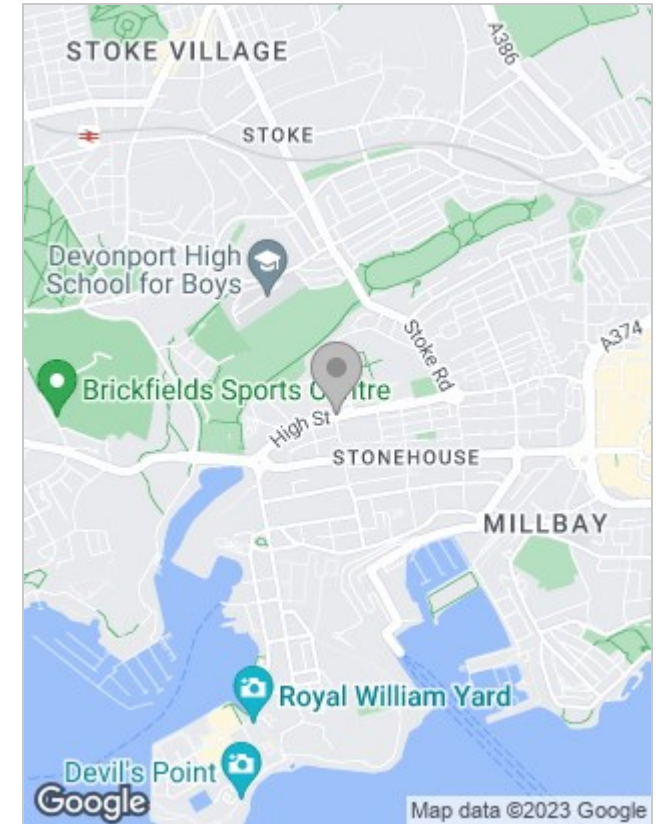 STOKE VILLAGE
A386
STOKE
Devonport High
School for Boys
Stoke Rd
A374
Brickfields Sports Centre
High St
STONEHOUSE
MILLBAY
Royal William Yard
Devil's Point
Google
Map data ©2023 Google